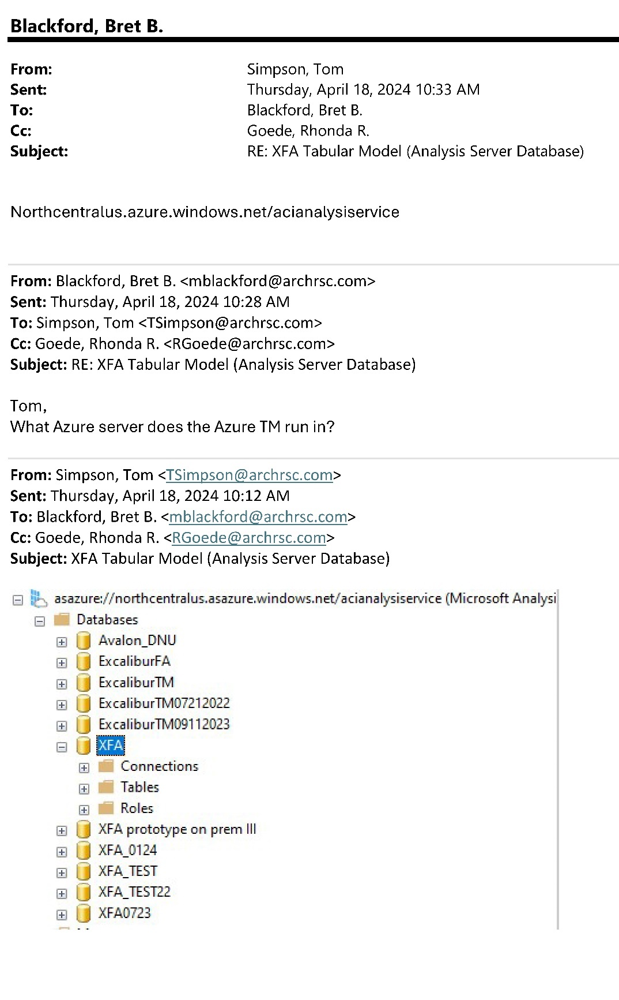 Blackford, Bret B.
From: Simpson, Tom
Sent: Thursday, April 18, 2024 10:33 AM
To: Blackford, Bret B.
Cc: Goede, Rhonda R.
Subject: RE: XFA Tabular Model (Analysis Server Database)
Northcentralus.azure.windows.net/acianalysiservice
From: Blackford, Bret B. <mblackford@archrsc.com>
Sent: Thursday, April 18, 2024 10:28 AM
To: Simpson, Tom <TSimpson@archrsc.com>
Cc: Goede, Rhonda R. <RGoede@archrsc.com>
Subject: RE: XFA Tabular Model (Analysis Server Database)
Tom,
What Azure server does the Azure TM run in?
From: Simpson, Tom <TSimpson@archrsc.com>
Sent: Thursday, April 18, 2024 10:12 AM
To: Blackford, Bret B. <mblackford@archrsc.com>
Cc: Goede, Rhonda R. <RGoede@archrsc.com>
Subject: XFA Tabular Model (Analysis Server Database)
asazure://northcentralus.asazure.windows.net/acianalysiservice (Microsoft Analysi
Databases
Avalon_DNU
ExcaliburFA
ExcaliburTM
ExcaliburTM07212022
ExcaliburTM09112023
XFA
Connections
Tables
Roles
XFA prototype on prem III
XFA_0124
XFA_TEST
XFA_TEST22
XFA0723